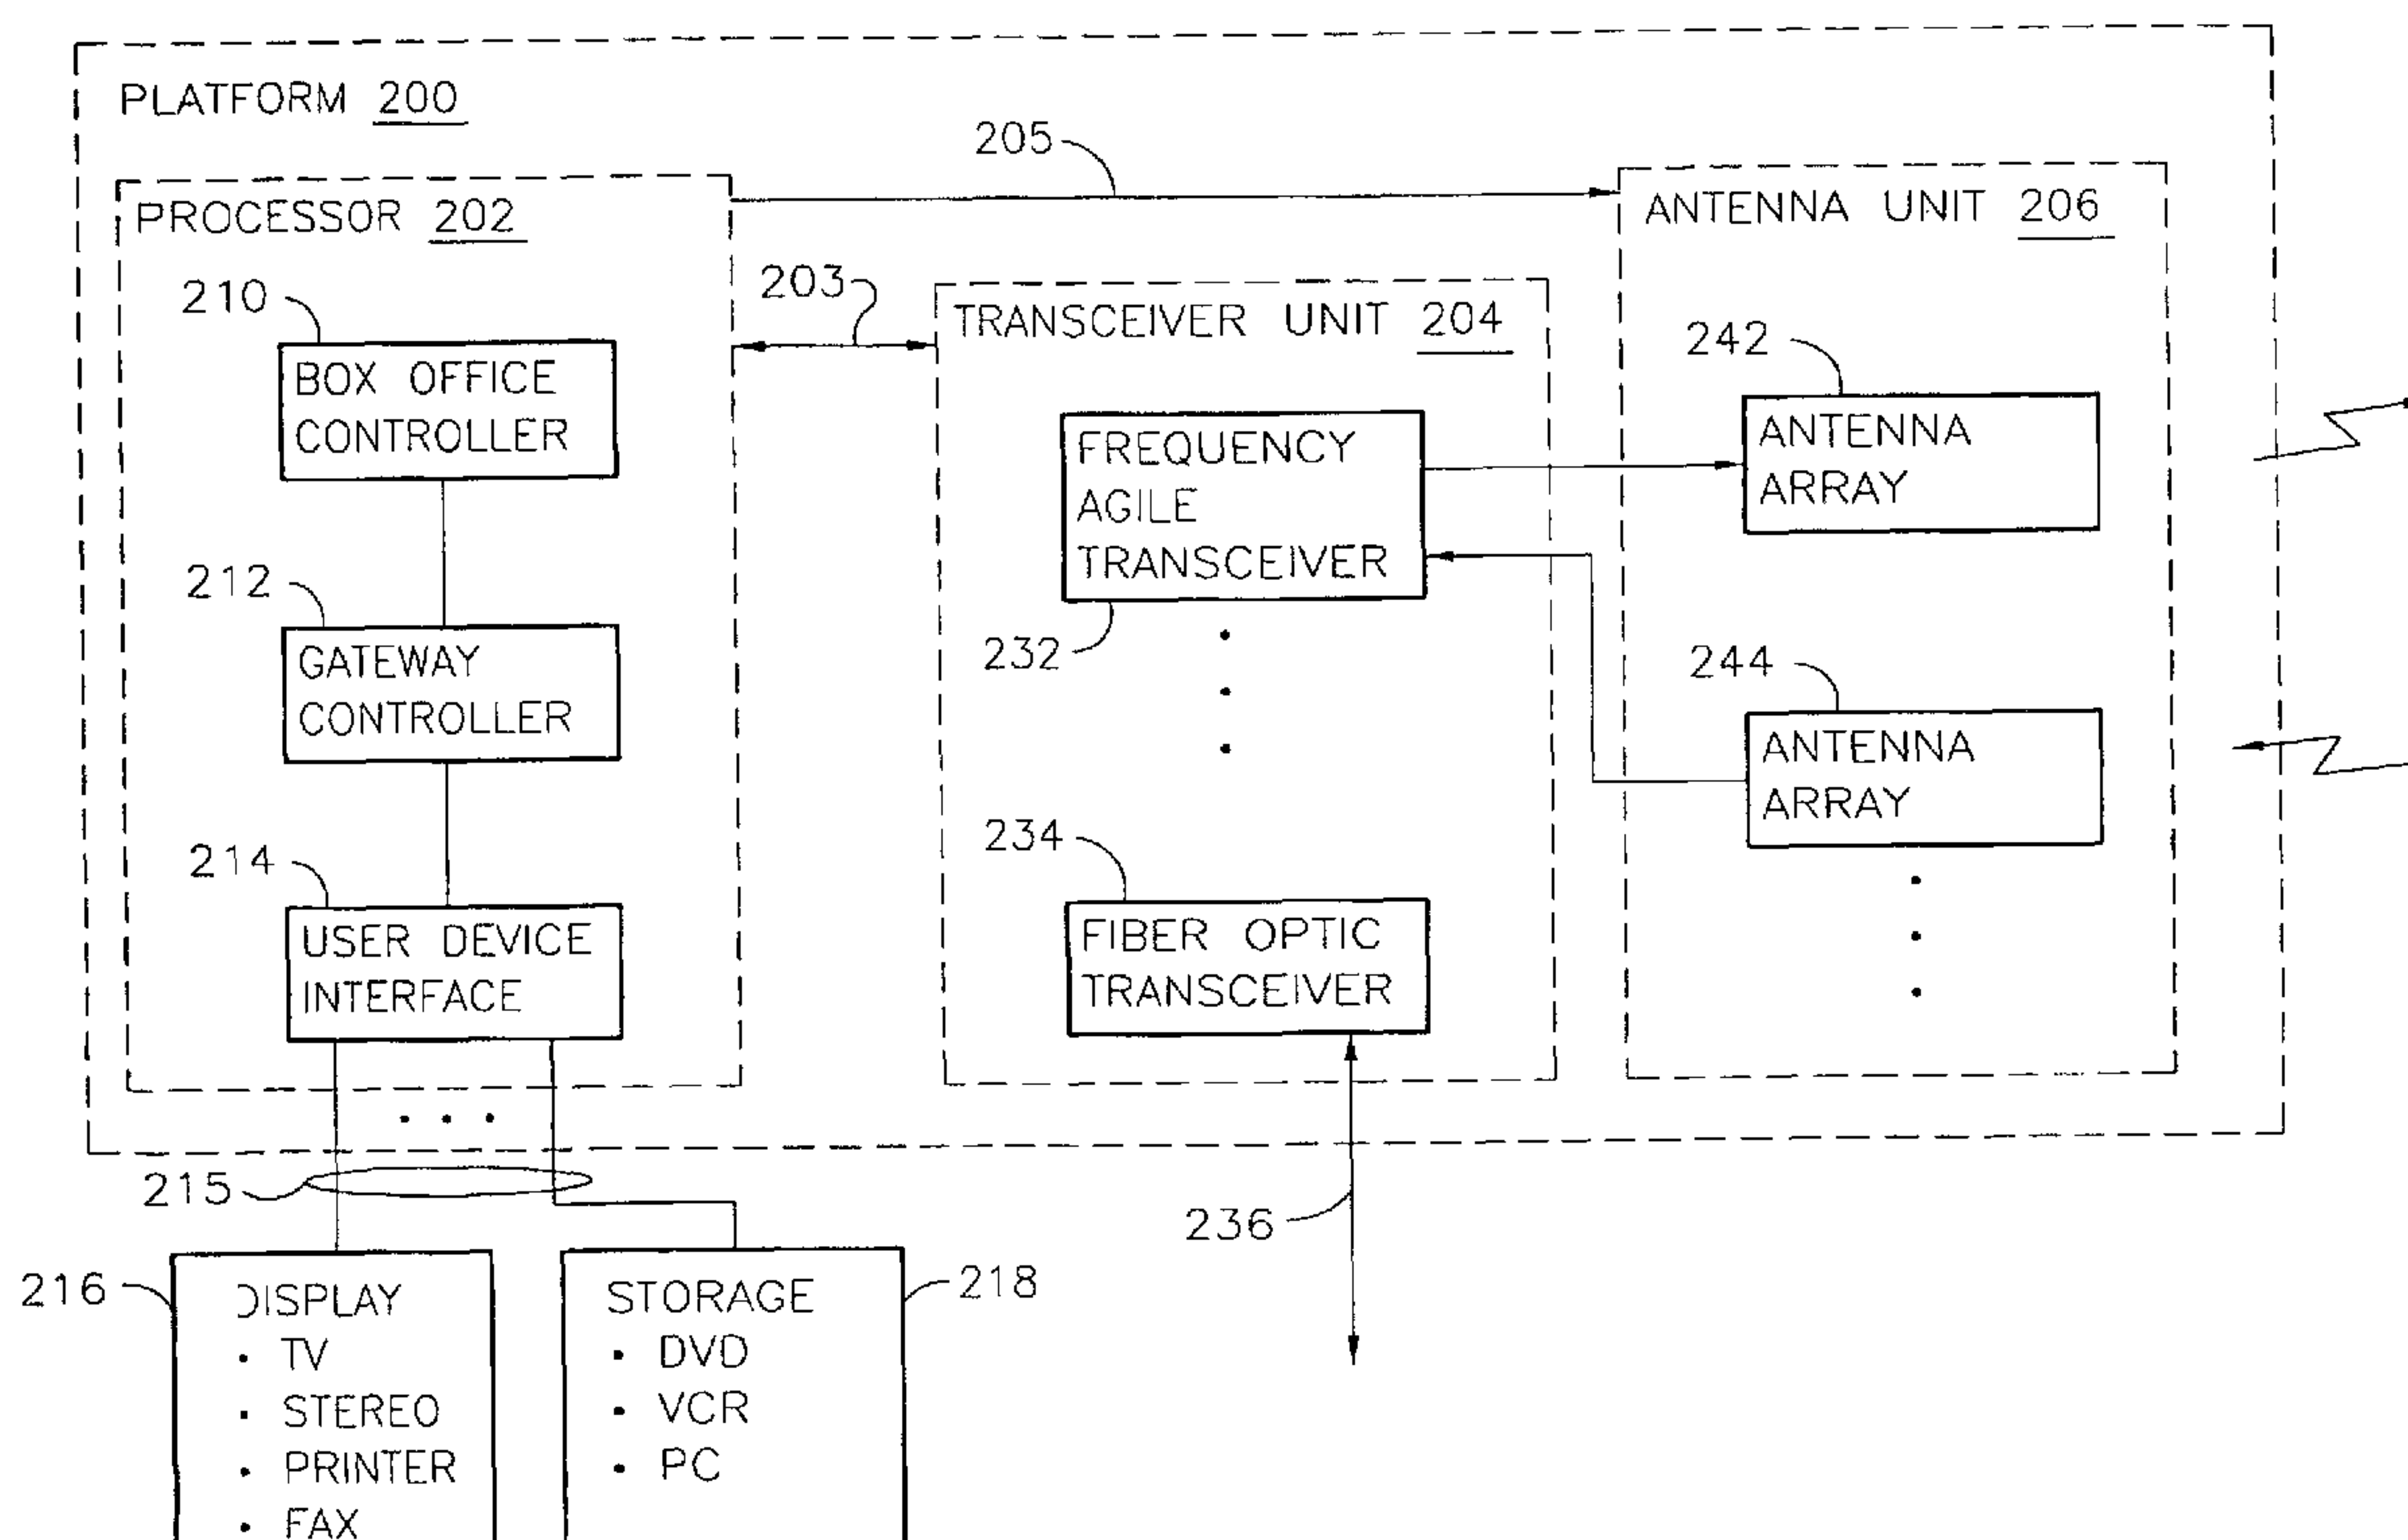 PLATFORM 200
205
PROCESSOR 202
ANTENNA UNIT 206
210
203
TRANSCEIVER UNIT 204
BOX OFFICE
CONTROLLER
242
FREQUENCY
AGILE
TRANSCEIVER
ANTENNA
ARRAY
212
232
GATEWAY
CONTROLLER
244
ANTENNA
ARRAY
214
234
USER DEVICE
INTERFACE
FIBER OPTIC
TRANSCEIVER
215
236
216
218
DISPLAY
• TV
• STEREO
• PRINTER
• FAX
STORAGE
• DVD
• VCR
• PC